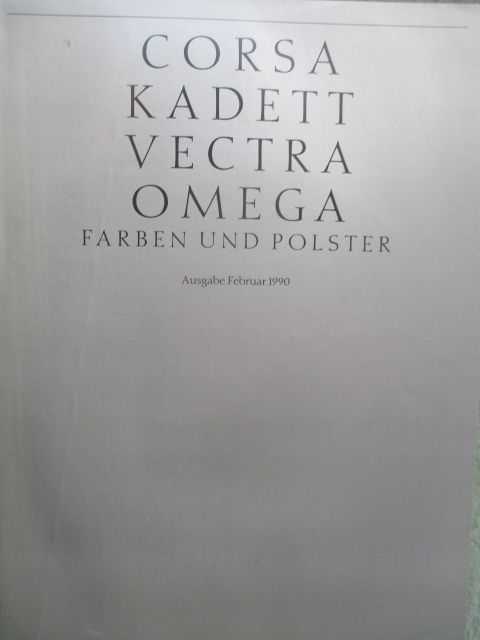 CORSA
KADETT
VECTRA
OMEGA
FARBEN UND POLSTER
Ausgabe Februar 1990